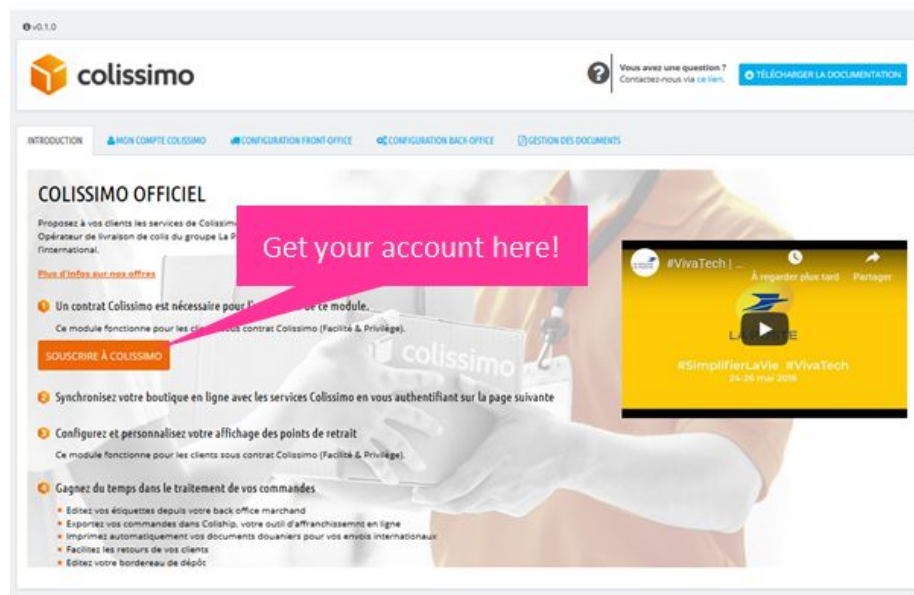 v0.1.0
colissimo
Vous avez une question ?
Contactez-nous via ce lien.
TÉLÉCHARGER LA DOCUMENTATION
INTRODUCTION
MON COMPTE COLISSIMO
CONFIGURATION FRONT-OFFICE
CONFIGURATION BACK-OFFICE
GESTION DES DOCUMENTS
COLISSIMO OFFICIEL
Proposez à vos clients les services de Colissimo
Opérateur de livraison de colis du groupe La P
l'international.
Get your account here!
Plus d'infos sur nos offres
1 Un contrat Colissimo est nécessaire pour l' de ce module.
Ce module fonctionne pour les clients sous contrat Colissimo (Facilité & Privilège).
SOUSCRIRE À COLISSIMO
colissimo
2 Synchronisez votre boutique en ligne avec les services Colissimo en vous authentifiant sur la page suivante
3 Configurez et personnalisez votre affichage des points de retrait
Ce module fonctionne pour les clients sous contrat Colissimo (Facilité & Privilège).
4 Gagnez du temps dans le traitement de vos commandes
Editez vos étiquettes depuis votre back office marchand
Exportez vos commandes dans Coliship, votre outil d'affranchissemnt en ligne
Imprimez automatiquement vos documents douaniers pour vos envois internationaux
Facilitez les retours de vos clients
Editez votre bordereau de dépôt
#VivaTech | ...
À regarder plus tard
Partager
LA POSTE
#SimplifierLaVie #VivaTech
24-26 mai 2018